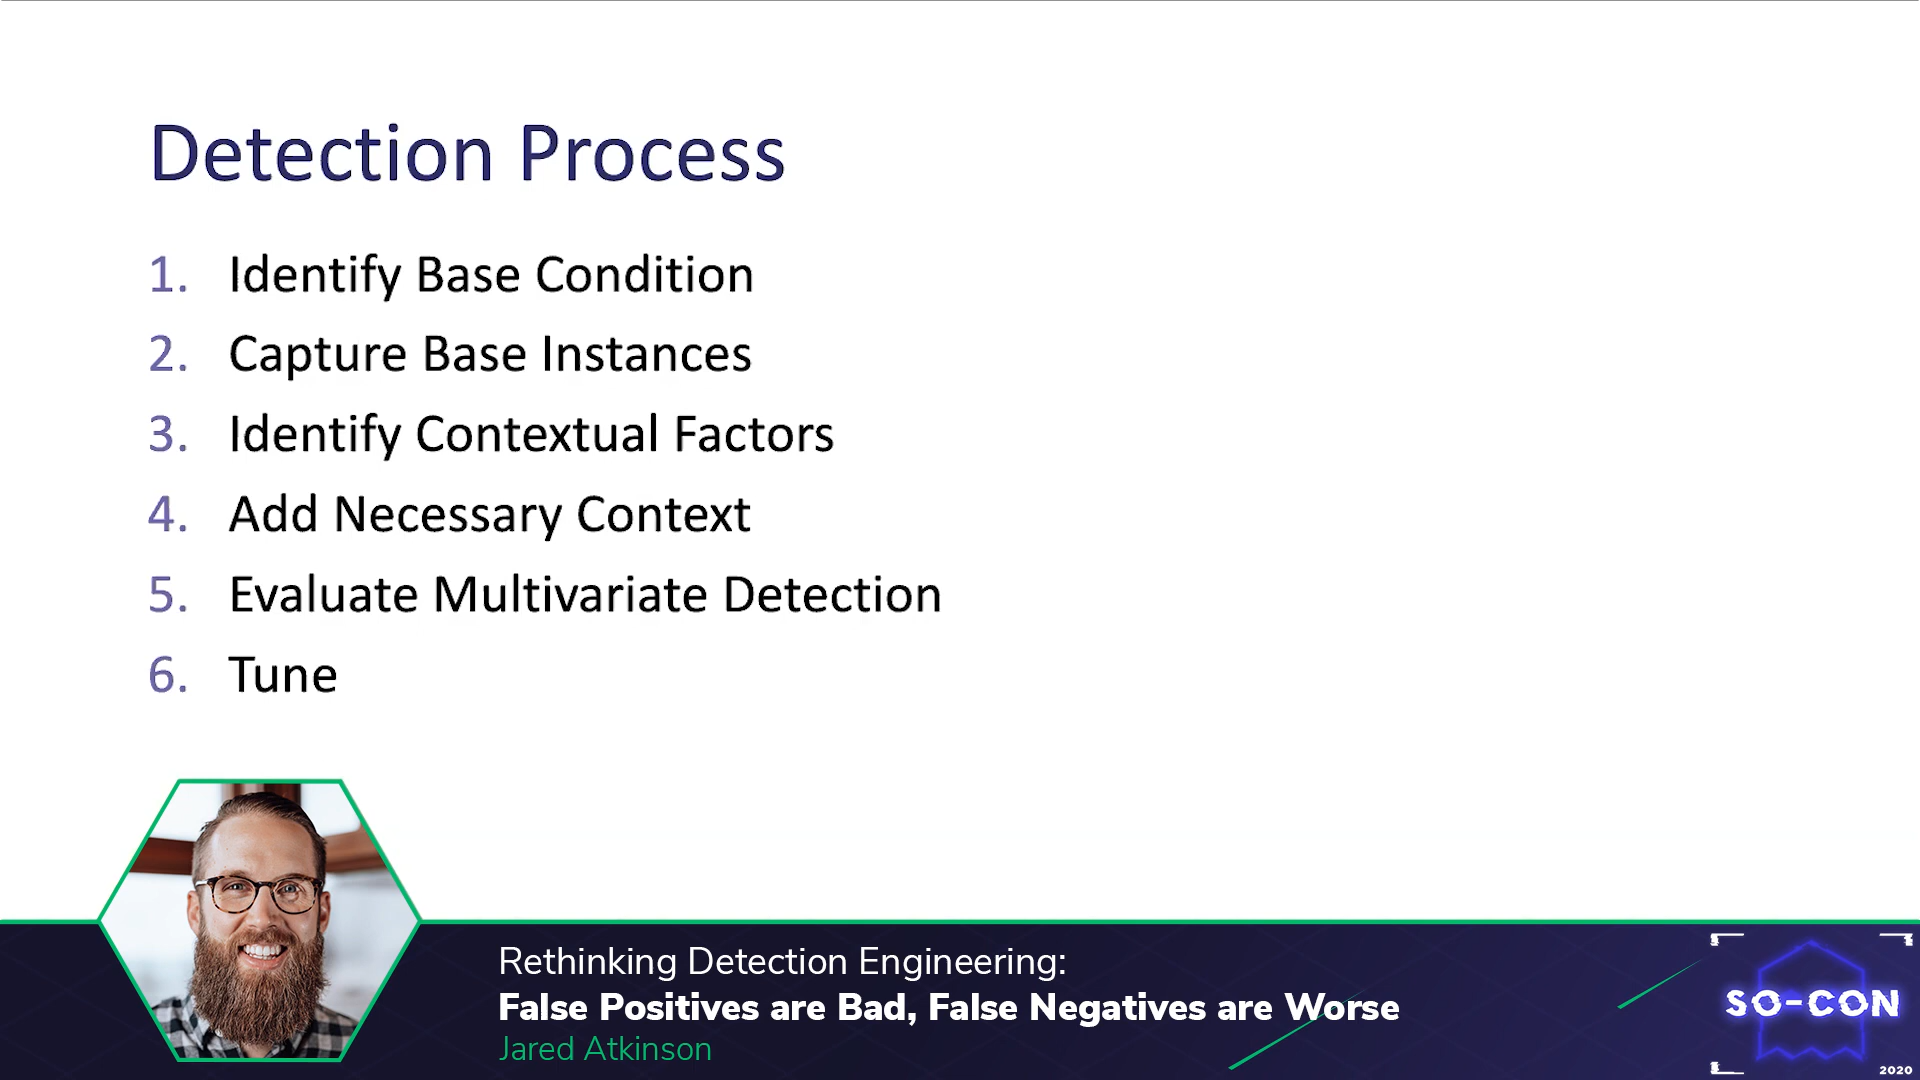 Detection Process
1. Identify Base Condition
2. Capture Base Instances
3. Identify Contextual Factors
4. Add Necessary Context
5. Evaluate Multivariate Detection
6. Tune
Rethinking Detection Engineering:
False Positives are Bad, False Negatives are Worse
Jared Atkinson
SO-CON
2020